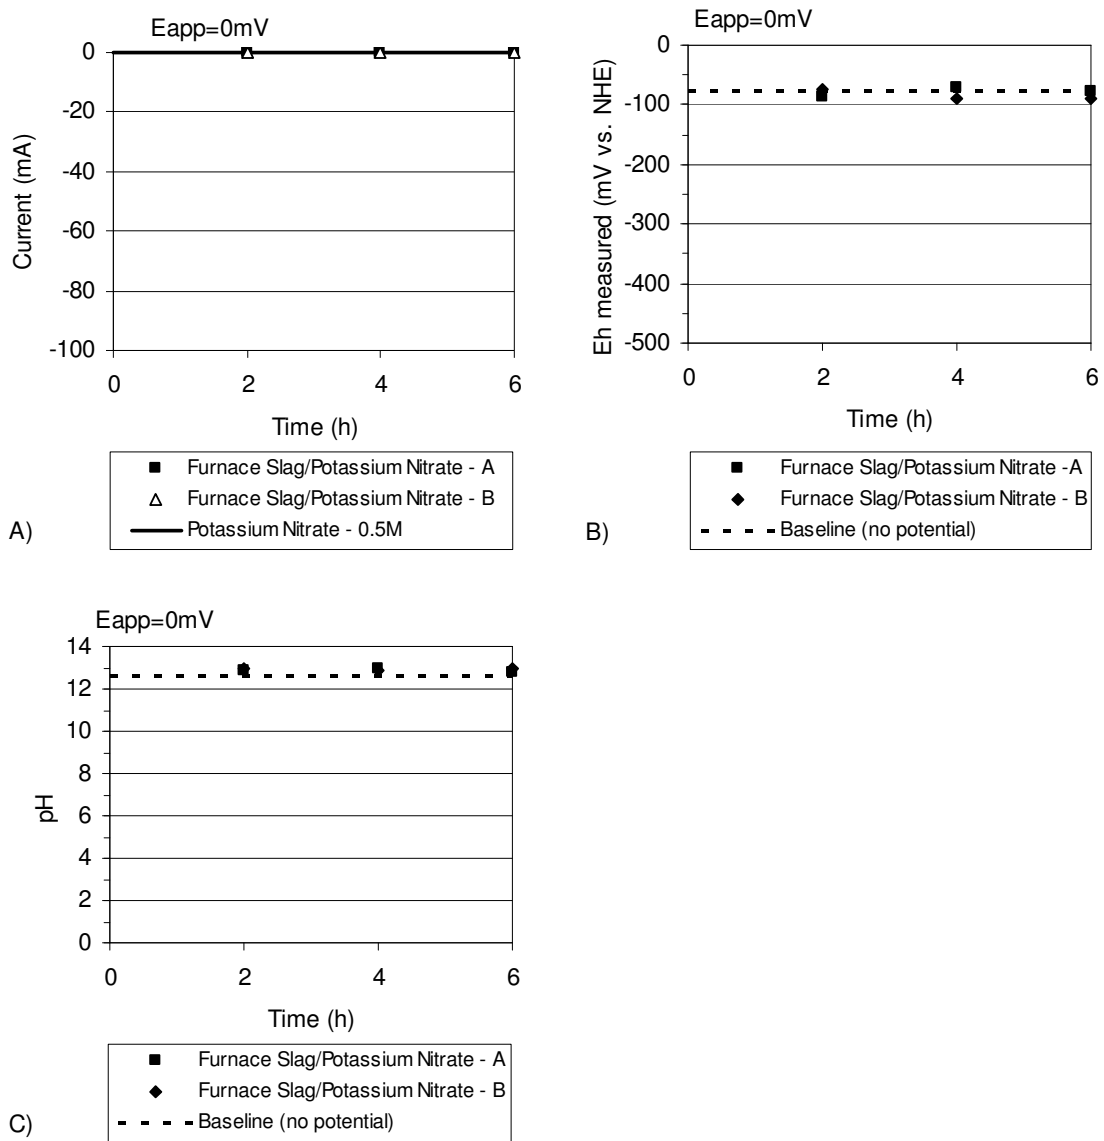 Eapp=0mV
0
-20
-40
-60
-80
-100
Current (mA)
0 2 4 6
Time (h)
Furnace Slag/Potassium Nitrate - A
Furnace Slag/Potassium Nitrate - B
Potassium Nitrate - 0.5M
A)
Eapp=0mV
0
-100
-200
-300
-400
-500
Eh measured (mV vs. NHE)
0 2 4 6
Time (h)
Furnace Slag/Potassium Nitrate -A
Furnace Slag/Potassium Nitrate - B
Baseline (no potential)
B)
Eapp=0mV
14
12
10
8
6
4
2
0
pH
0 2 4 6
Time (h)
Furnace Slag/Potassium Nitrate - A
Furnace Slag/Potassium Nitrate - B
Baseline (no potential)
C)